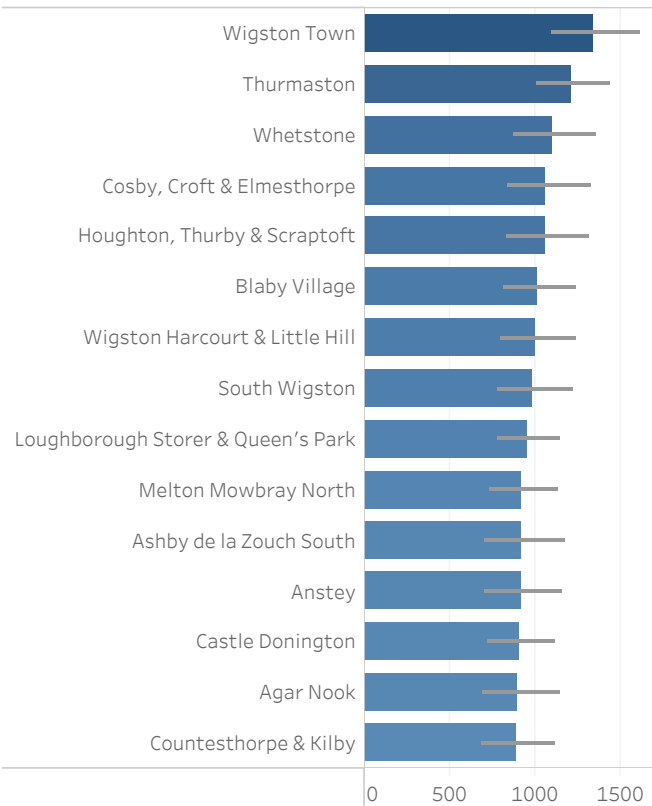 Wigston Town
Thurmaston
Whetstone
Cosby, Croft & Elmesthorpe
Houghton, Thurby & Scraptoft
Blaby Village
Wigston Harcourt & Little Hill
South Wigston
Loughborough Storer & Queen's Park
Melton Mowbray North
Ashby de la Zouch South
Anstey
Castle Donington
Agar Nook
Countesthorpe & Kilby
0 500 1000 1500